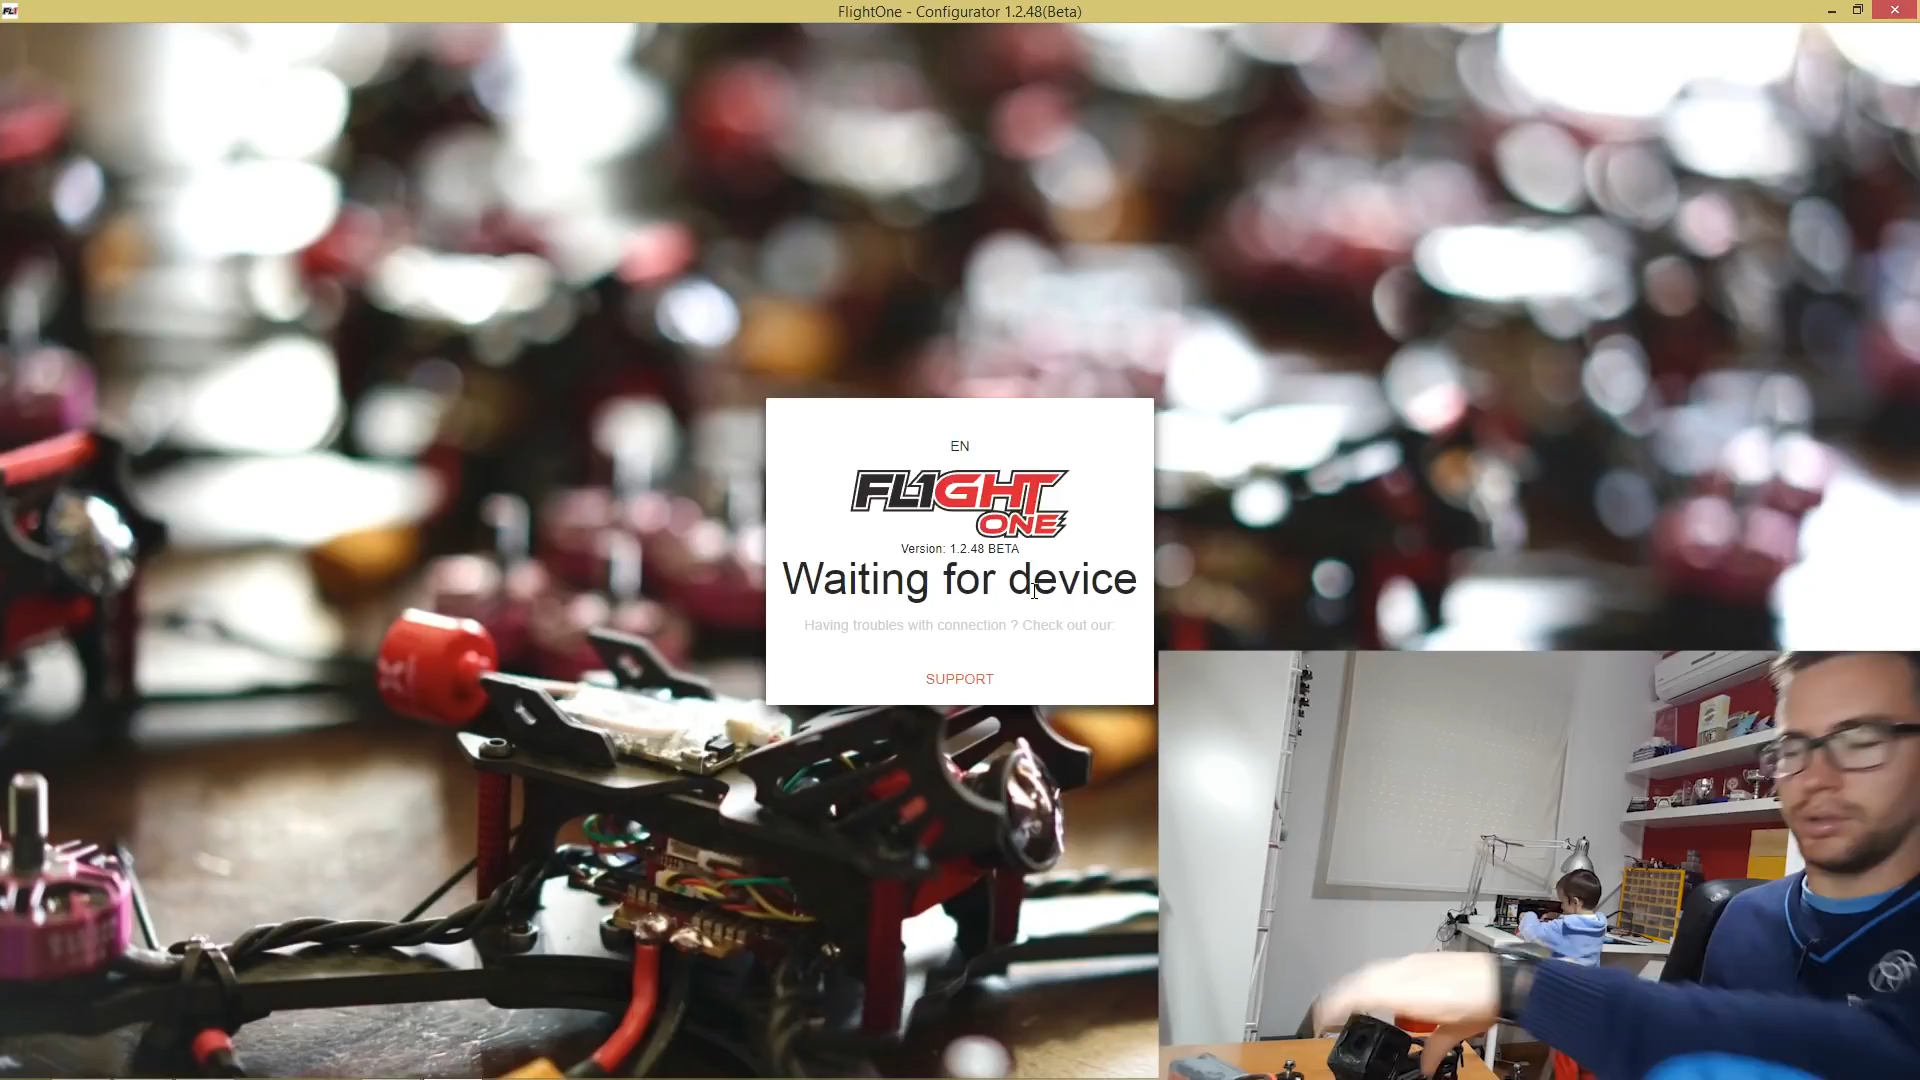 FlightOne - Configurator 1.2.48(Beta)
EN
FL1GHT
ONE
Version: 1.2.48 BETA
Waiting for device
Having troubles with connection ? Check out our:
SUPPORT